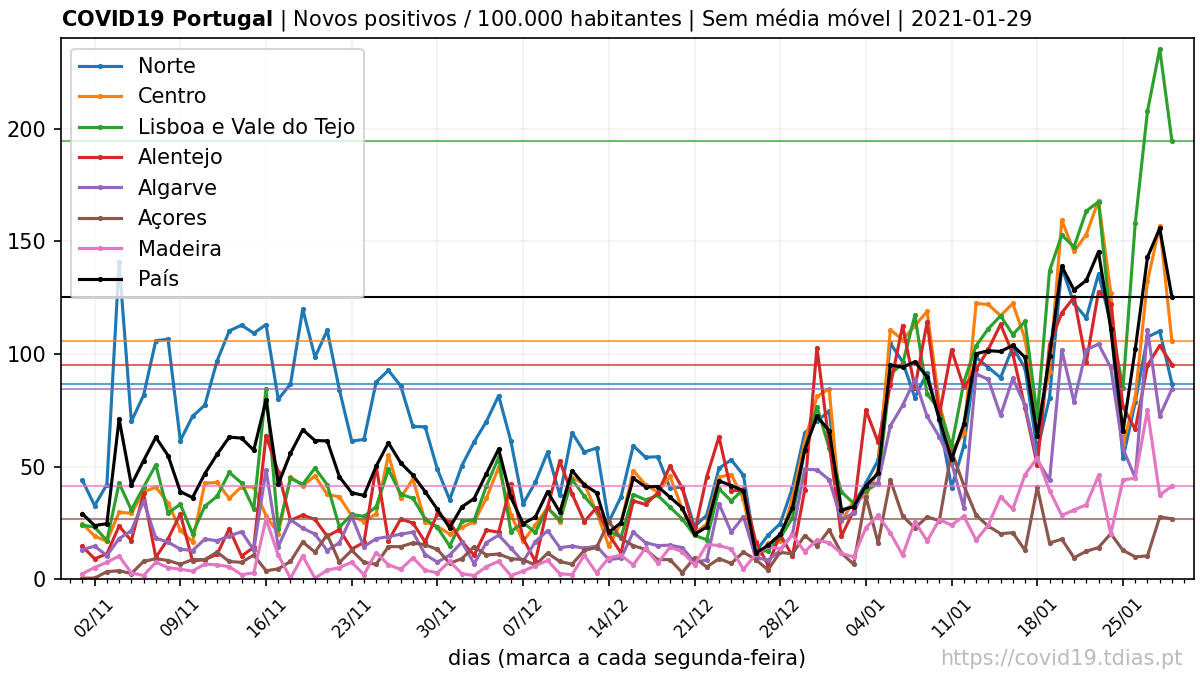 COVID19 Portugal | Novos positivos / 100.000 habitantes | Sem média móvel | 2021-01-29
Norte
Centro
Lisboa e Vale do Tejo
Alentejo
Algarve
Açores
Madeira
País
200
150
100
50
0
02/11 09/11 16/11 23/11 30/11 07/12 14/12 21/12 28/12 04/01 11/01 18/01 25/01
dias (marca a cada segunda-feira)
https://covid19.tdias.pt